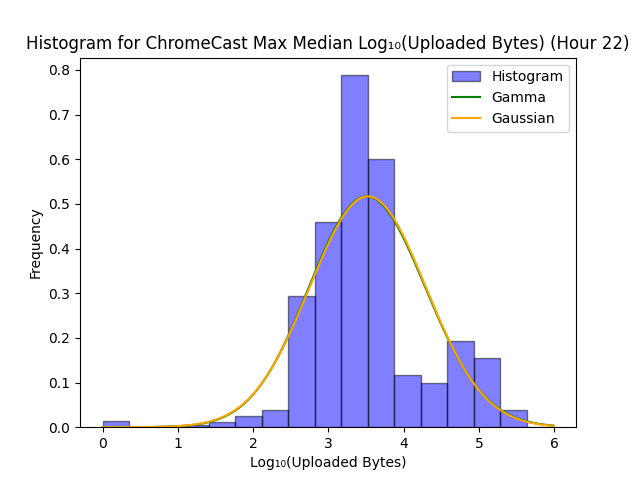 Histogram for ChromeCast Max Median Log₁₀(Uploaded Bytes) (Hour 22)
Histogram
Gamma
Gaussian
Frequency
0.8
0.7
0.6
0.5
0.4
0.3
0.2
0.1
0.0
0 1 2 3 4 5 6
Log₁₀(Uploaded Bytes)